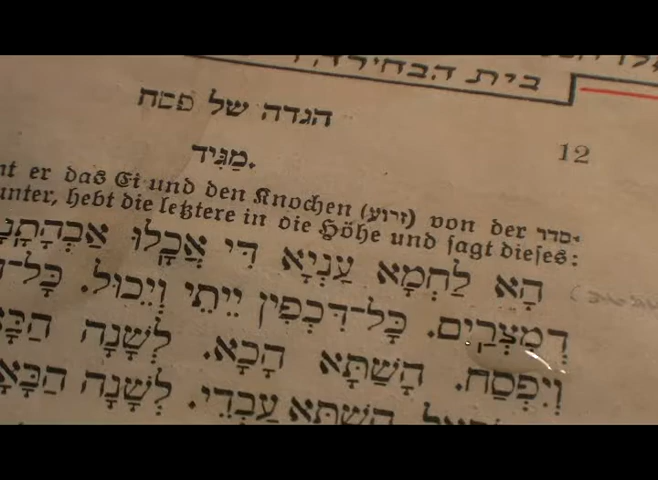 בית הבחירה
הגדה של פסח
12
מַגִּיד.
er das Ei und den Knochen (זרוע) von der סדר-
unter, hebt die letztere in die Höhe und sagt dieses:
הָא לַחְמָא עַנְיָא דִּי אֲכָלוּ אַבְהָתָנָ
דְמִצְרָיִם. כָּל־דִּכְפִין יֵיתֵי וְיֵכוּל. כָּל־
וְיִפְסַח. הָשַׁתָּא הָכָא. לְשָׁנָה הַבָּ
הָשַׁתָּא עַבְדֵי. לְשָׁנָה הַבָּאָ